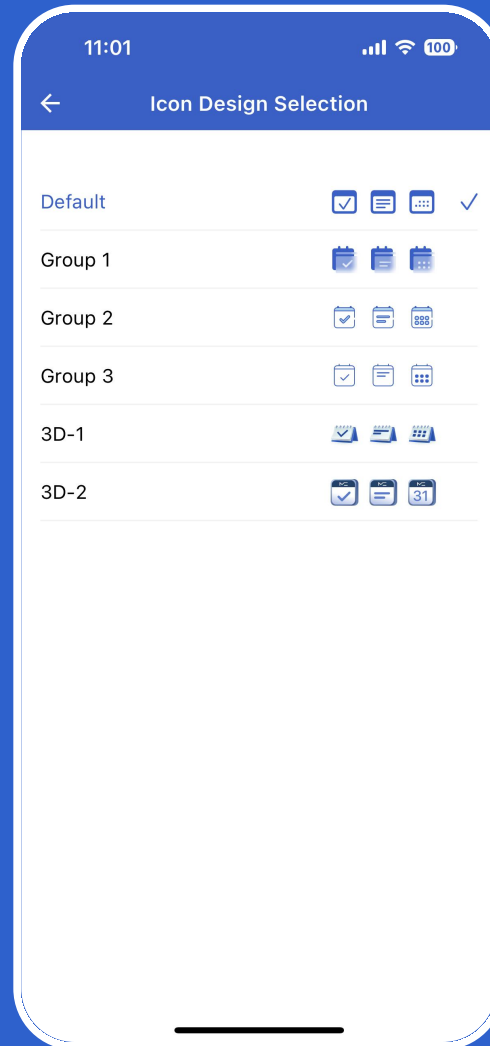 11:01
100
Icon Design Selection
Default
Group 1
Group 2
Group 3
3D-1
3D-2
31